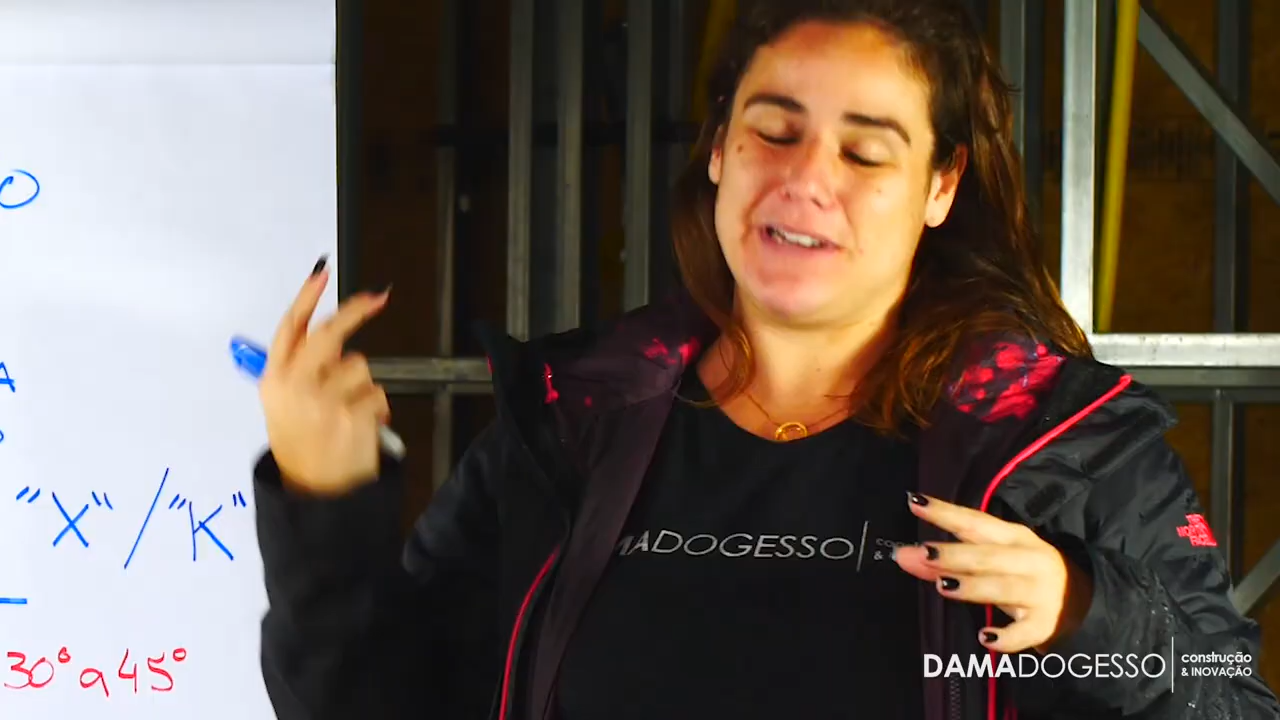 O
A
"X" / "K"
30° a 45°
MADOGESSO
THE NORTH FACE
DAMADOGESSO
construção
& INOVAÇÃO